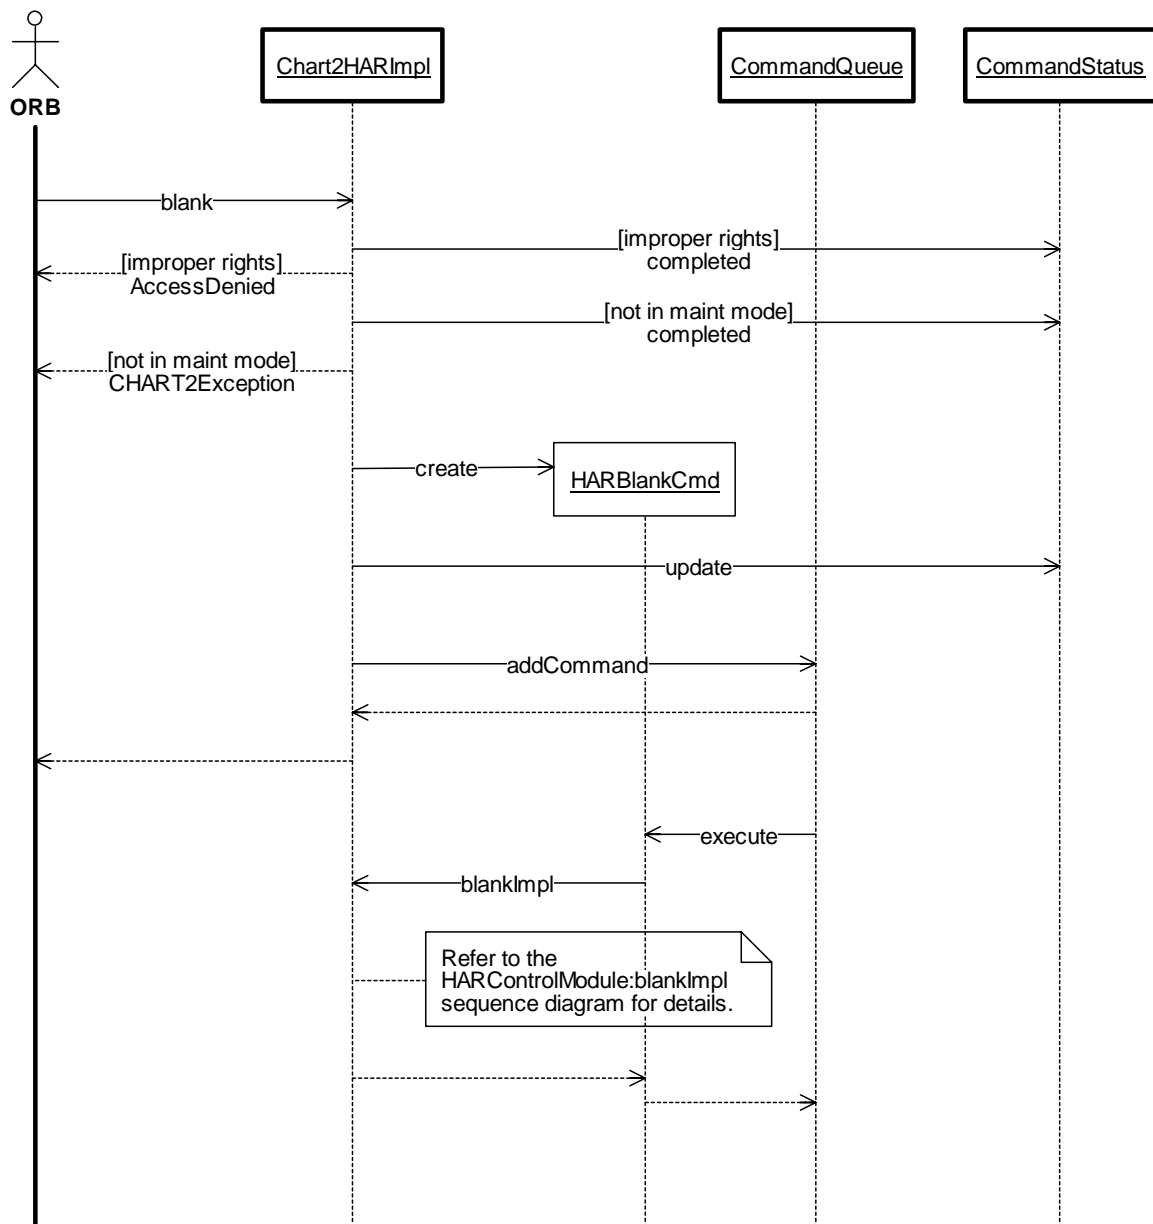 ORB
Chart2HARImpl
CommandQueue
CommandStatus
blank
[improper rights]
completed
[improper rights]
AccessDenied
[not in maint mode]
completed
[not in maint mode]
CHART2Exception
create
HARBlankCmd
update
addCommand
execute
blankImpl
Refer to the
HARControlModule:blankImpl
sequence diagram for details.